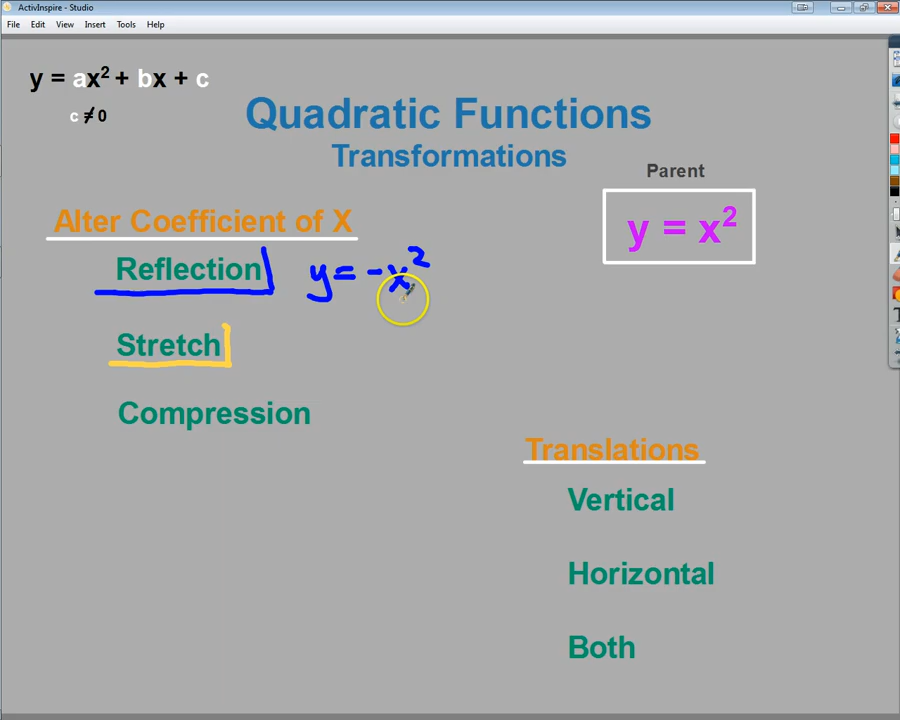 ActivInspire - Studio
File Edit View Insert Tools Help
y = ax² + bx + c
c ≠ 0
Quadratic Functions
Transformations
Parent
y = x²
Alter Coefficient of X
Reflection y = -x²
Stretch
Compression
Translations
Vertical
Horizontal
Both